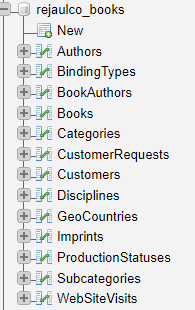 rejaulco_books
New
Authors
BindingTypes
BookAuthors
Books
Categories
CustomerRequests
Customers
Disciplines
GeoCountries
Imprints
ProductionStatuses
Subcategories
WebSiteVisits